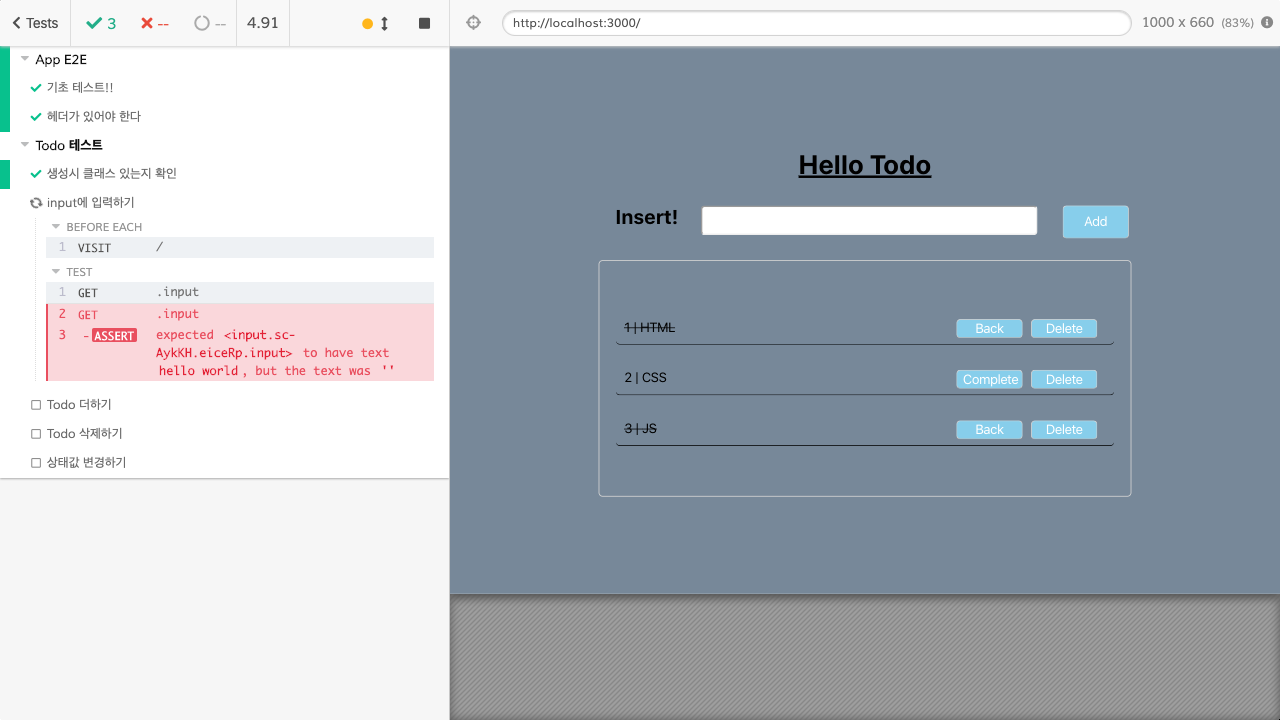 Tests
3
--
--
4.91
http://localhost:3000/
1000 x 660 (83%)
App E2E
기초 테스트!!
헤더가 있어야 한다
Todo 테스트
생성시 클래스 있는지 확인
input에 입력하기
BEFORE EACH
1 VISIT /
TEST
1 GET .input
2 GET .input
3 -ASSERT expected <input.sc-
AykKH.eiceRp.input> to have text
hello world, but the text was ''
Todo 더하기
Todo 삭제하기
상태값 변경하기
Hello Todo
Insert!
Add
1 | HTML
Back
Delete
2 | CSS
Complete
Delete
3 | JS
Back
Delete